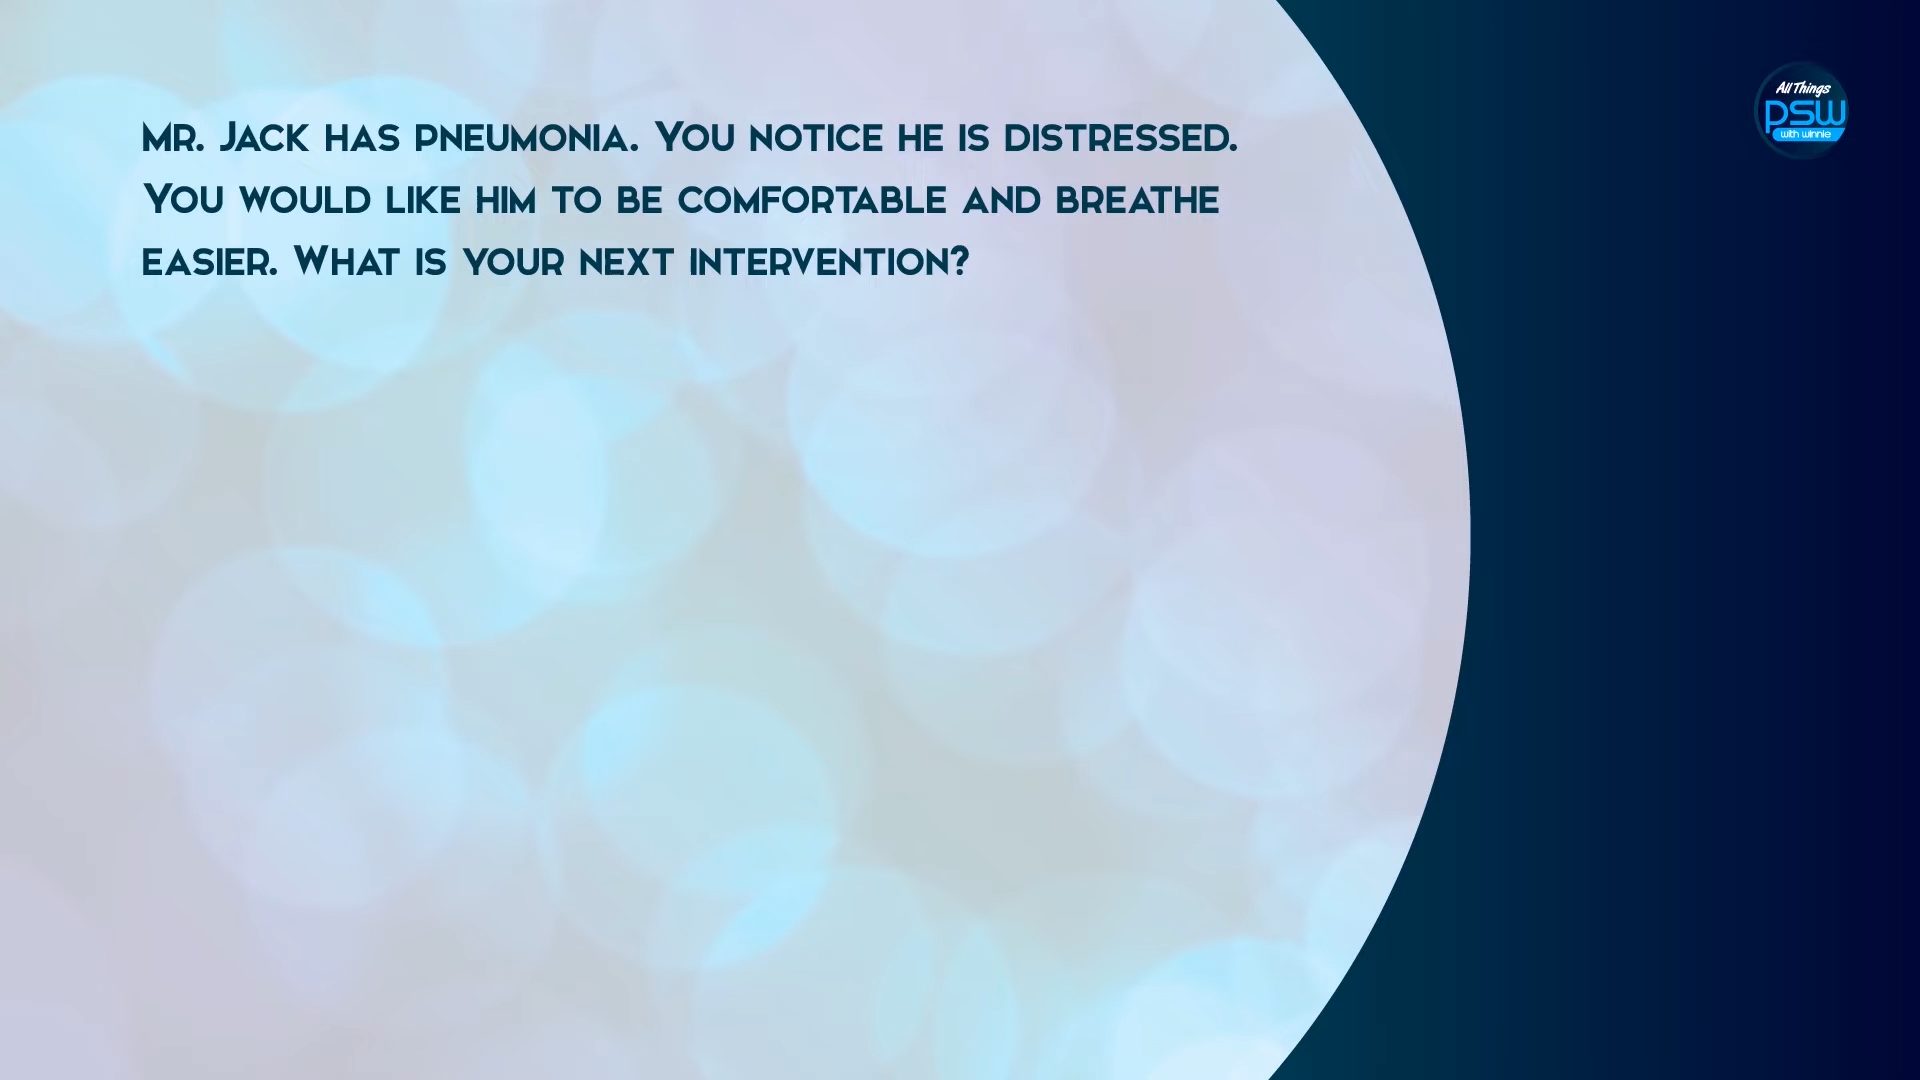 Mr. Jack has pneumonia. You notice he is distressed.
You would like him to be comfortable and breathe
easier. What is your next intervention?
All Things
PSW
with winnie